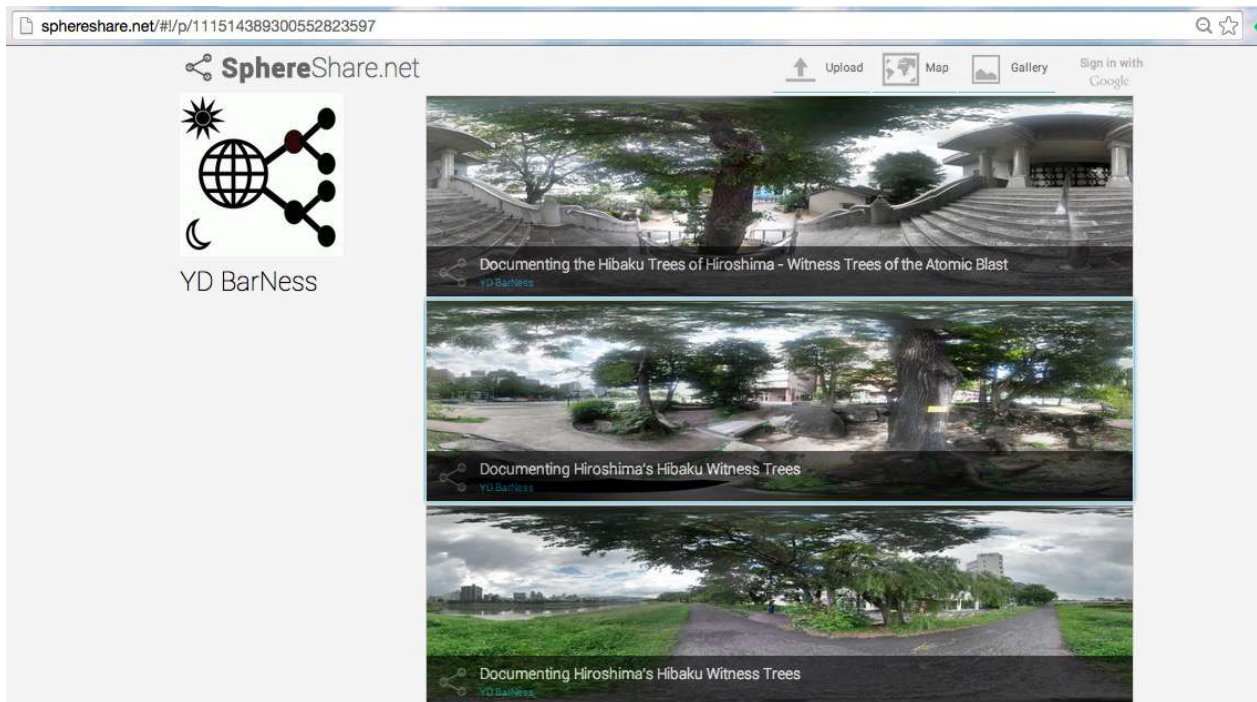 sphereshare.net/#!/p/111514389300552823597
SphereShare.net
Upload
Map
Gallery
Sign in with
Google
YD BarNess
Documenting the Hibaku Trees of Hiroshima - Witness Trees of the Atomic Blast
YD BarNess
Documenting Hiroshima's Hibaku Witness Trees
YD BarNess
Documenting Hiroshima's Hibaku Witness Trees
YD BarNess